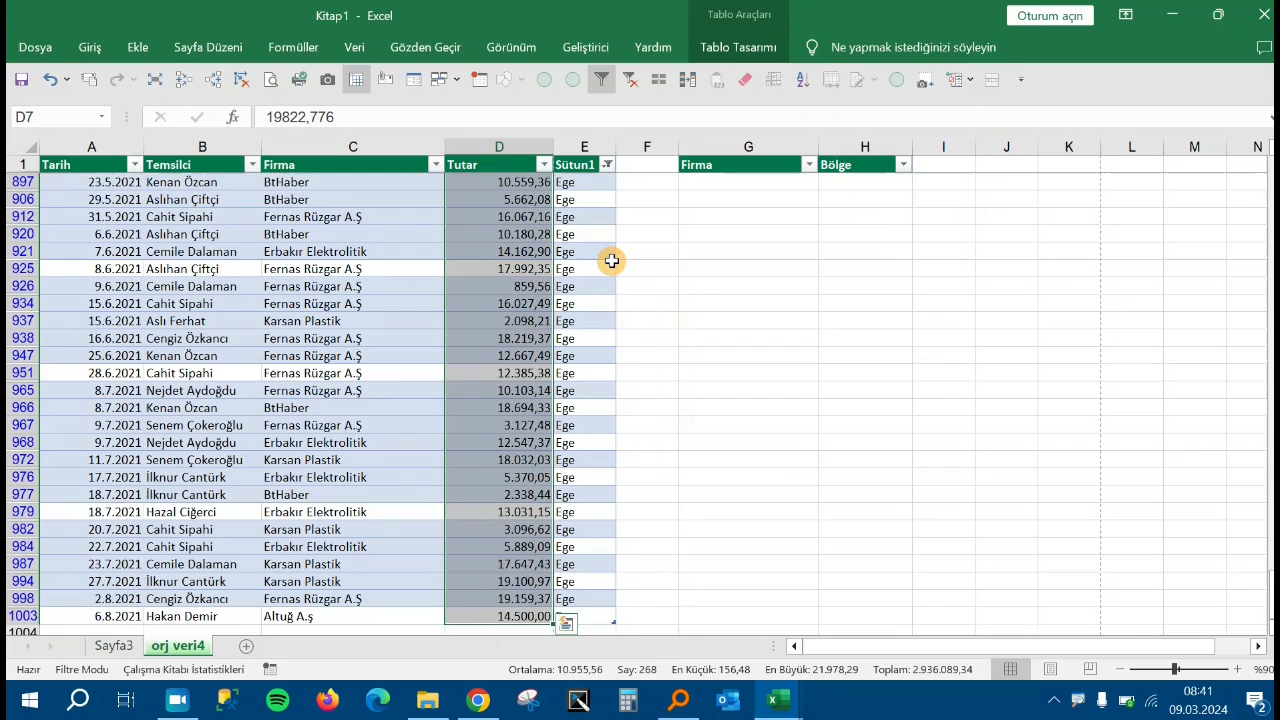 Kitap1 - Excel
Tablo Araçları
Oturum açın
Dosya Giriş Ekle Sayfa Düzeni Formüller Veri Gözden Geçir Görünüm Geliştirici Yardım Tablo Tasarımı Ne yapmak istediğinizi söyleyin
D7 fx 19822,776
A B C D E F G H I J K L M N
1 Tarih Temsilci Firma Tutar Sütun1 Firma Bölge
897 23.5.2021 Kenan Özcan BtHaber 10.559,36 Ege
906 29.5.2021 Aslıhan Çiftçi BtHaber 5.662,08 Ege
912 31.5.2021 Cahit Sipahi Fernas Rüzgar A.Ş 16.067,16 Ege
920 6.6.2021 Aslıhan Çiftçi BtHaber 10.180,28 Ege
921 7.6.2021 Cemile Dalaman Erbakır Elektrolitik 14.162,90 Ege
925 8.6.2021 Aslıhan Çiftçi Fernas Rüzgar A.Ş 17.992,35 Ege
926 9.6.2021 Cemile Dalaman Fernas Rüzgar A.Ş 859,56 Ege
934 15.6.2021 Cahit Sipahi Fernas Rüzgar A.Ş 16.027,49 Ege
937 15.6.2021 Aslı Ferhat Karsan Plastik 2.098,21 Ege
938 16.6.2021 Cengiz Özkancı Fernas Rüzgar A.Ş 18.219,37 Ege
947 25.6.2021 Kenan Özcan Fernas Rüzgar A.Ş 12.667,49 Ege
951 28.6.2021 Cahit Sipahi Fernas Rüzgar A.Ş 12.385,38 Ege
965 8.7.2021 Nejdet Aydoğdu Fernas Rüzgar A.Ş 10.103,14 Ege
966 8.7.2021 Kenan Özcan BtHaber 18.694,33 Ege
967 9.7.2021 Senem Çokeroğlu Fernas Rüzgar A.Ş 3.127,48 Ege
968 9.7.2021 Nejdet Aydoğdu Erbakır Elektrolitik 12.547,37 Ege
972 11.7.2021 Senem Çokeroğlu Karsan Plastik 18.032,03 Ege
976 17.7.2021 İlknur Cantürk Erbakır Elektrolitik 5.370,05 Ege
977 18.7.2021 İlknur Cantürk BtHaber 2.338,44 Ege
979 18.7.2021 Hazal Ciğerci Erbakır Elektrolitik 13.031,15 Ege
982 20.7.2021 Cahit Sipahi Karsan Plastik 3.096,62 Ege
984 22.7.2021 Cahit Sipahi Erbakır Elektrolitik 5.889,09 Ege
987 23.7.2021 Cemile Dalaman Karsan Plastik 17.647,43 Ege
994 27.7.2021 İlknur Cantürk Karsan Plastik 19.100,97 Ege
998 2.8.2021 Cengiz Özkancı Fernas Rüzgar A.Ş 19.159,37 Ege
1003 6.8.2021 Hakan Demir Altuğ A.ş 14.500,00 Ege
1004
Sayfa3 orj veri4
Hazır Filtre Modu Çalışma Kitabı İstatistikleri Ortalama: 10.955,56 Say: 268 En Küçük: 156,48 En Büyük: 21.978,29 Toplam: 2.936.089,34 %90
08:41
09.03.2024
2